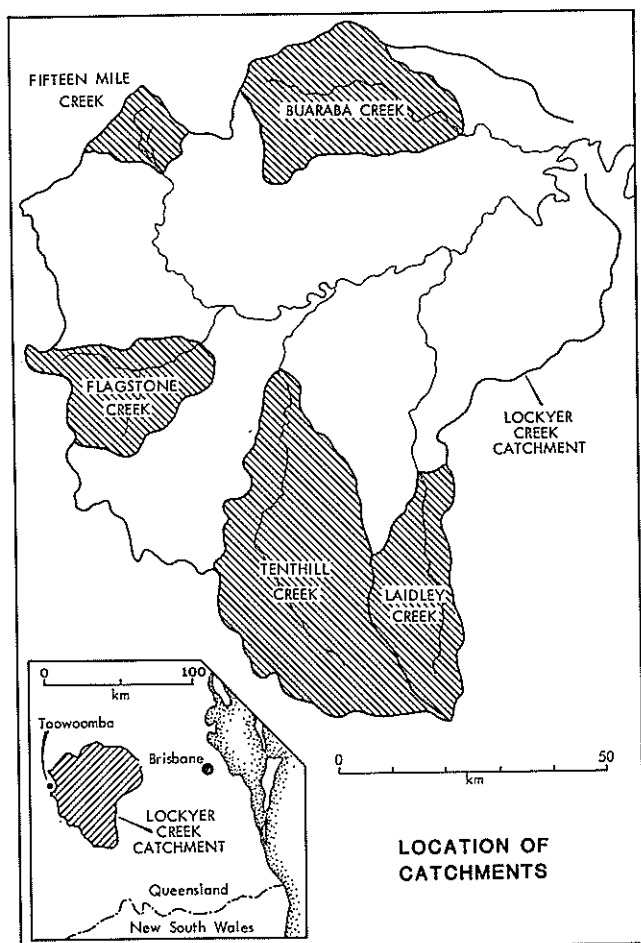 FIFTEEN MILE
CREEK
BUARABA CREEK
FLAGSTONE
CREEK
LOCKYER
CREEK
CATCHMENT
TENTHILL
CREEK
LAIDLEY
CREEK
0 100
km
Toowoomba
Brisbane
LOCKYER
CREEK
CATCHMENT
Queensland
New South Wales
0 50
km
LOCATION OF
CATCHMENTS